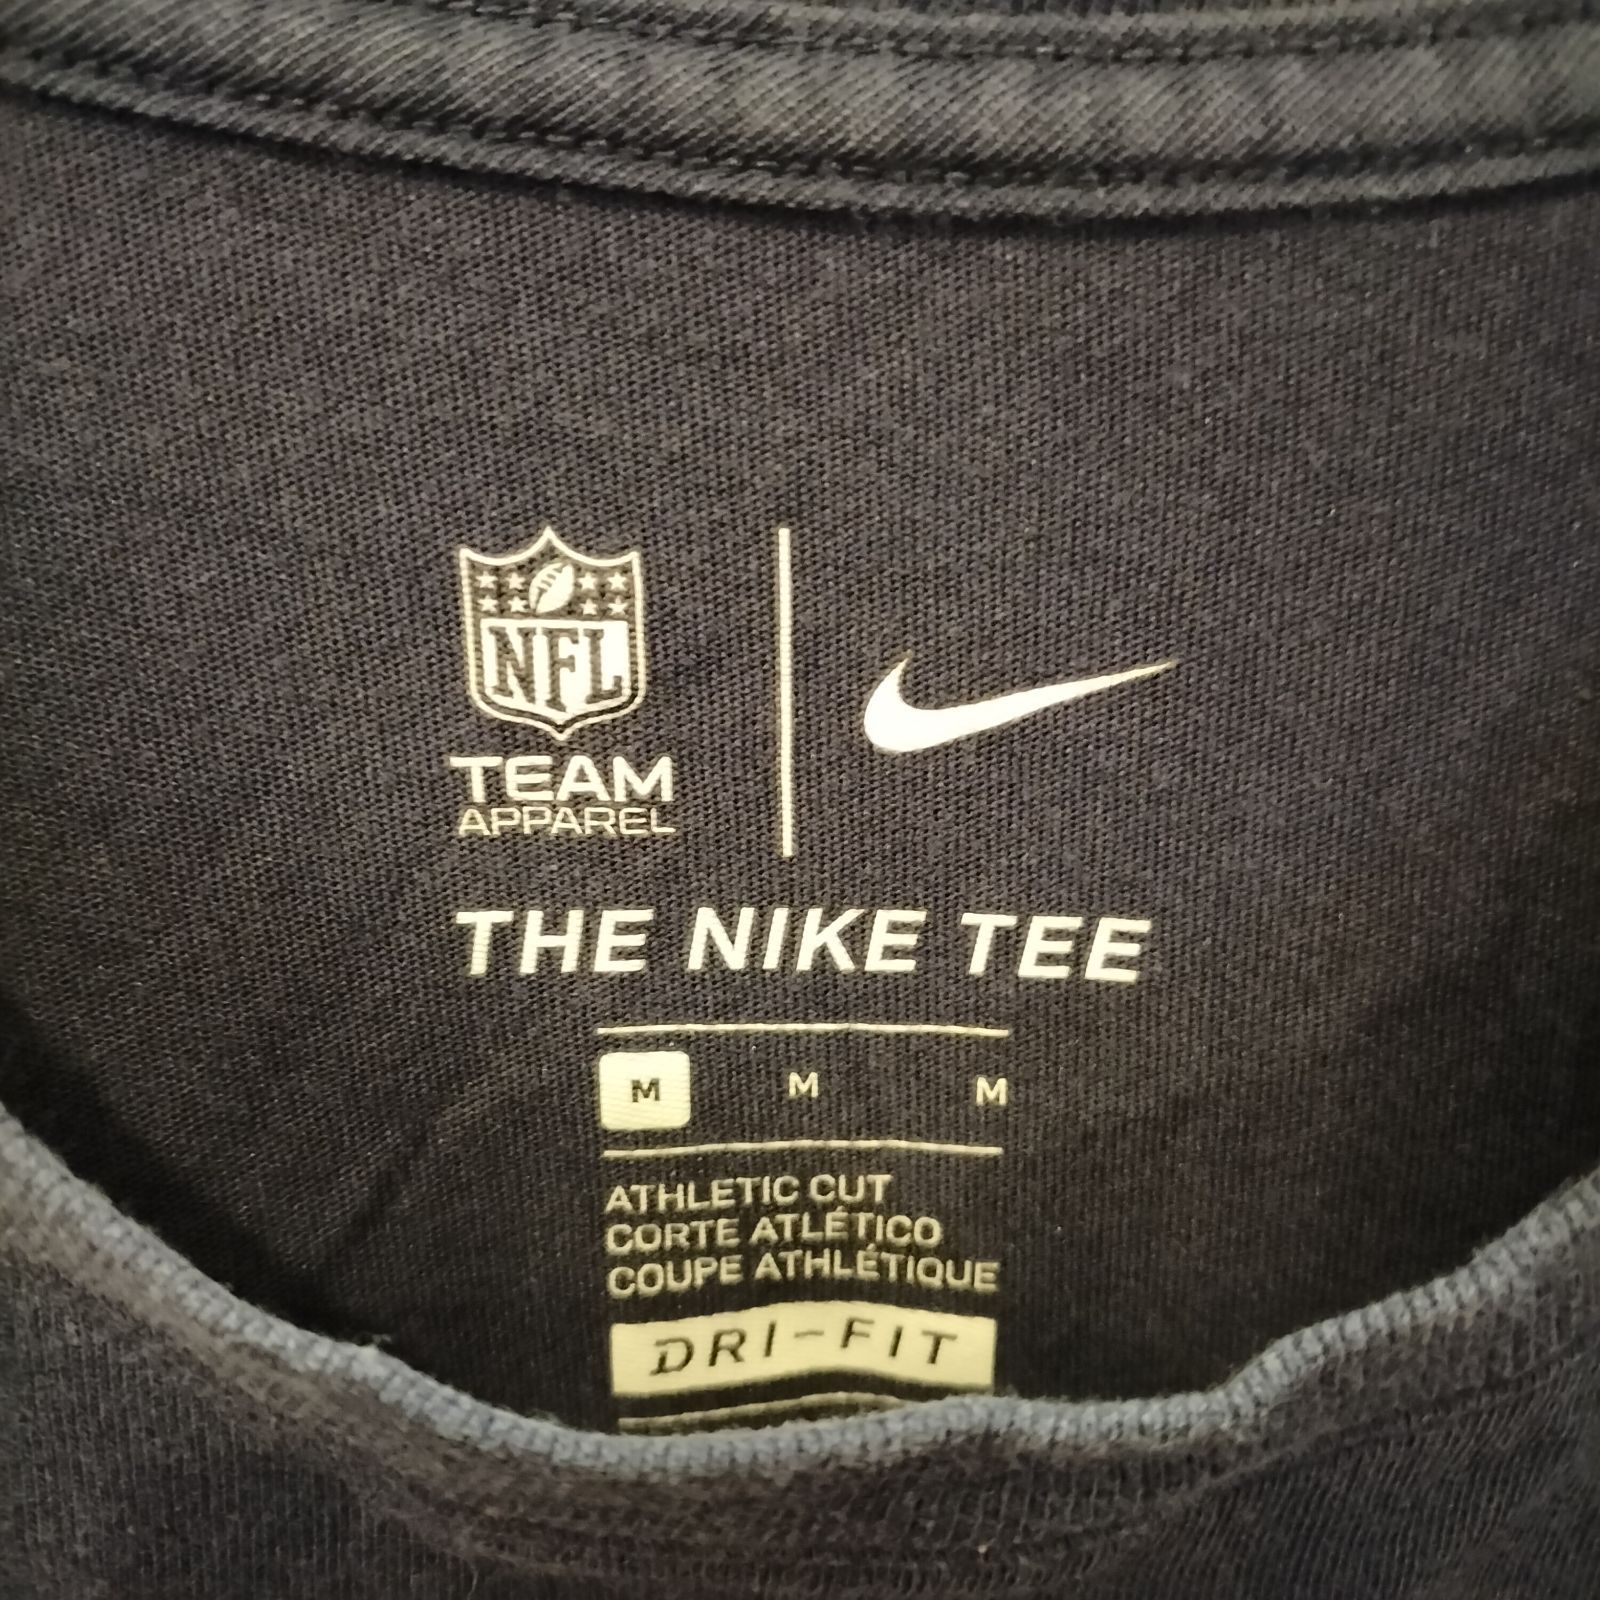 NFL
TEAM
APPAREL
THE NIKE TEE
M M M
ATHLETIC CUT
CORTE ATLÉTICO
COUPE ATHLÉTIQUE
DRI-FIT